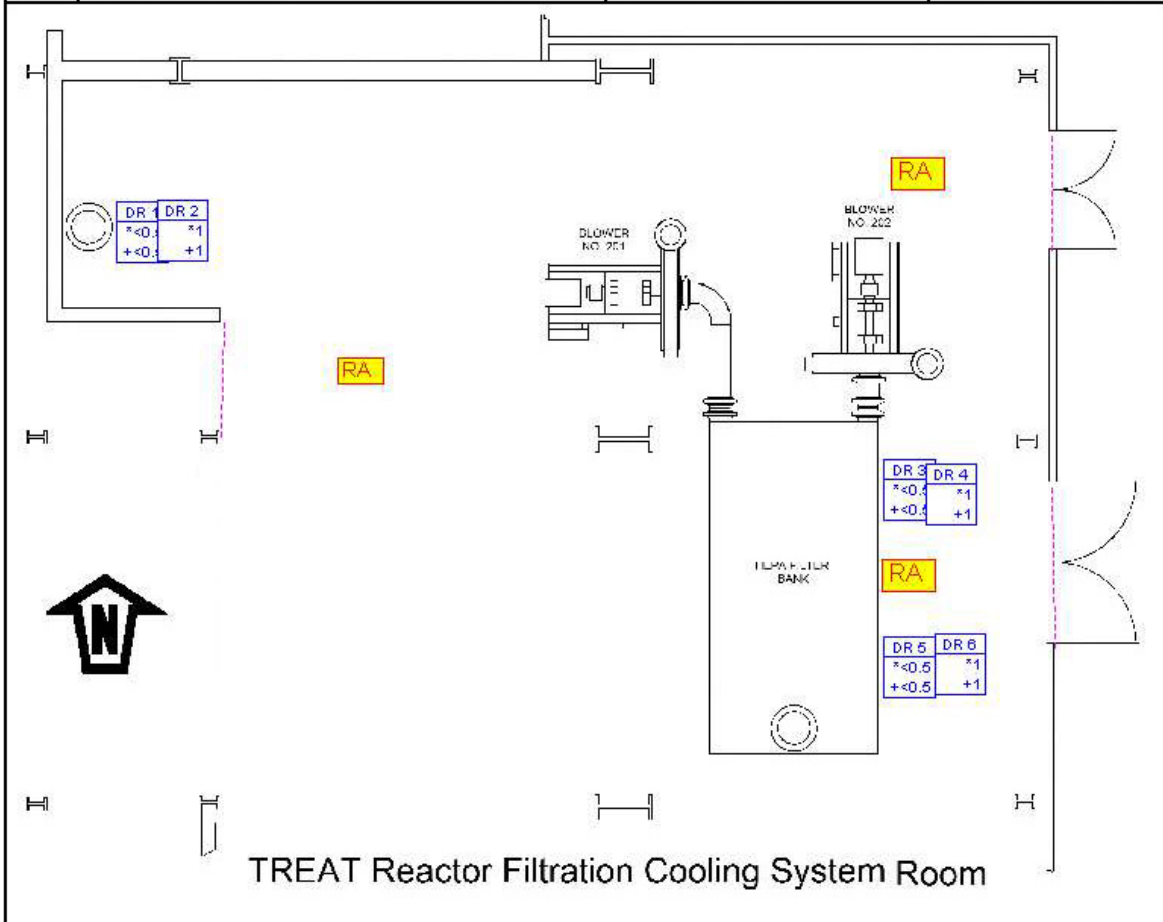 RA
BLOWER
NO. 202
DR 1 DR 2
*<0. *1
+<0. +1
BLOWER
NO. 201
RA
DR 3 DR 4
*<0.5 *1
+<0.5 +1
HEPA FILTER
BANK
RA
N
DR 5 DR 6
*<0.5 *1
+<0.5 +1
TREAT Reactor Filtration Cooling System Room